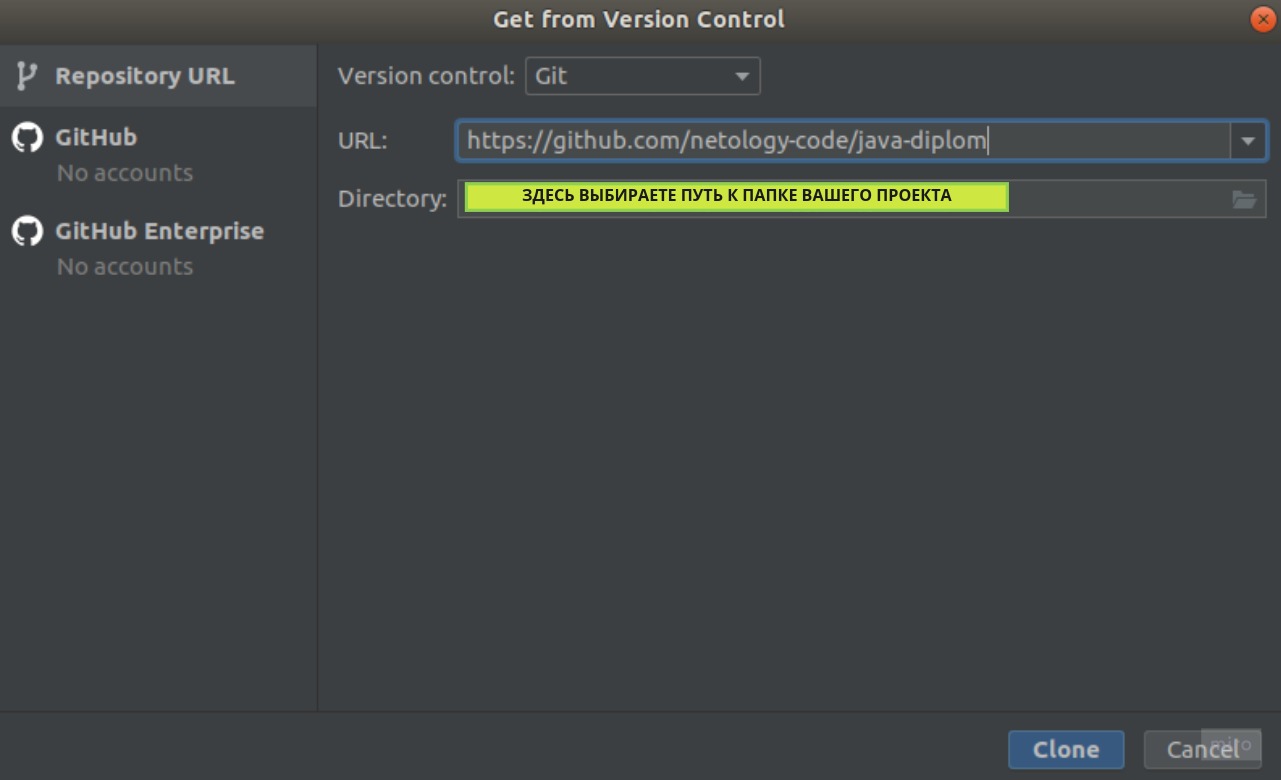 Get from Version Control
Repository URL
GitHub
No accounts
GitHub Enterprise
No accounts
Version control: Git
URL: https://github.com/netology-code/java-diplom
Directory: ЗДЕСЬ ВЫБИРАЕТЕ ПУТЬ К ПАПКЕ ВАШЕГО ПРОЕКТА
Clone
Cancel
miro